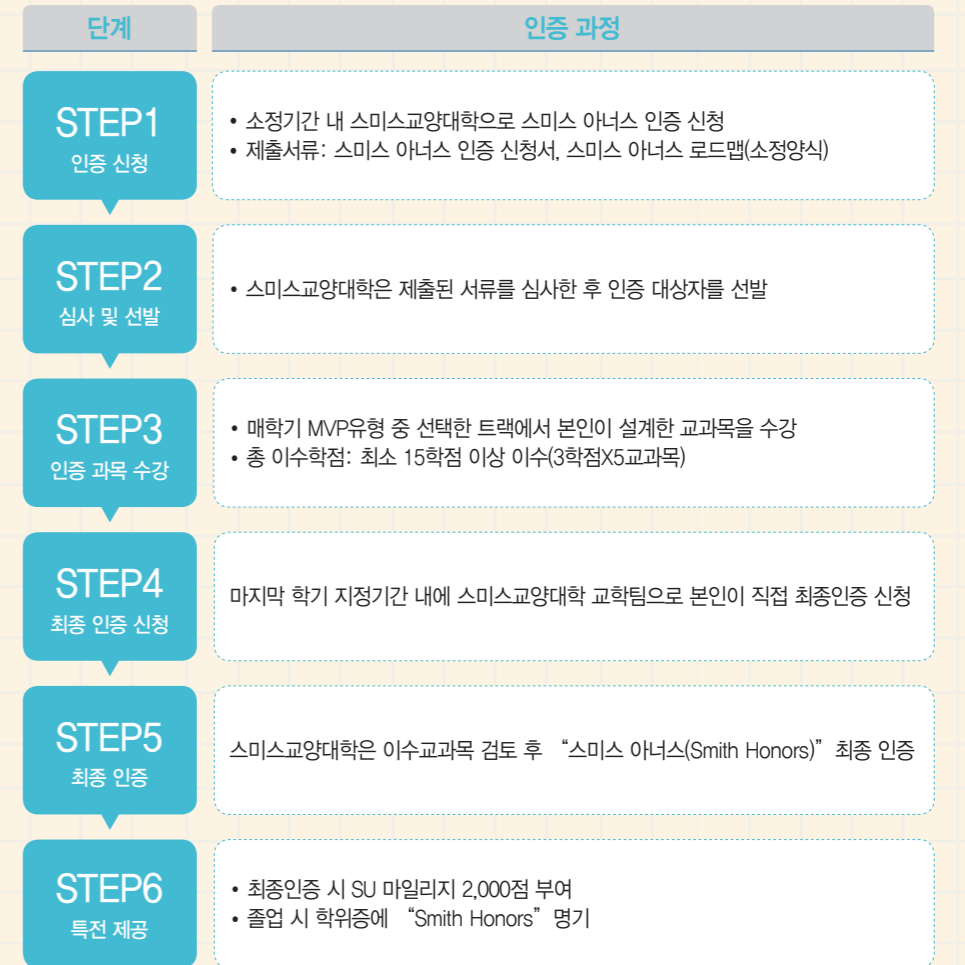 단계
인증 과정
STEP1
인증 신청
• 소정기간 내 스미스교양대학으로 스미스 아너스 인증 신청
• 제출서류: 스미스 아너스 인증 신청서, 스미스 아너스 로드맵(소정양식)
STEP2
심사 및 선발
• 스미스교양대학은 제출된 서류를 심사한 후 인증 대상자를 선발
STEP3
인증 과목 수강
• 매학기 MVP유형 중 선택한 트랙에서 본인이 설계한 교과목을 수강
• 총 이수학점: 최소 15학점 이상 이수(3학점X5교과목)
STEP4
최종 인증 신청
마지막 학기 지정기간 내에 스미스교양대학 교학팀으로 본인이 직접 최종인증 신청
STEP5
최종 인증
스미스교양대학은 이수교과목 검토 후 “스미스 아너스(Smith Honors)” 최종 인증
STEP6
특전 제공
• 최종인증 시 SU 마일리지 2,000점 부여
• 졸업 시 학위증에 “Smith Honors” 명기